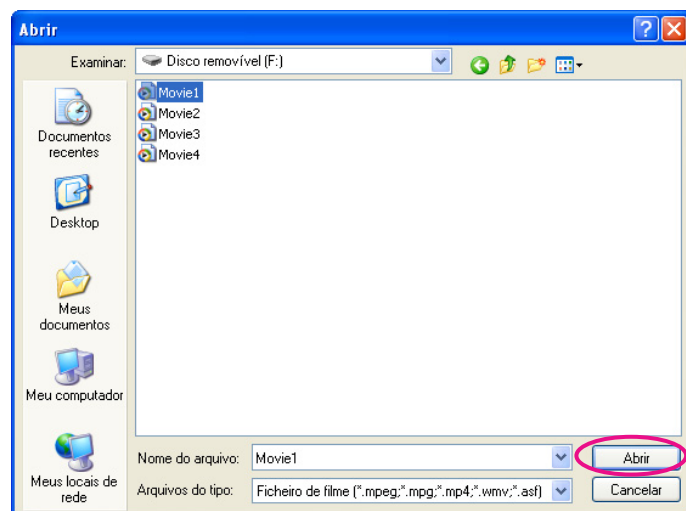 Abrir
Examinar:
Disco removível (F:)
Documentos
recentes
Desktop
Meus
documentos
Meu computador
Meus locais de
rede
Movie1
Movie2
Movie3
Movie4
Nome do arquivo:
Movie1
Abrir
Arquivos do tipo:
Ficheiro de filme (*.mpeg;*.mpg;*.mp4;*.wmv;*.asf)
Cancelar